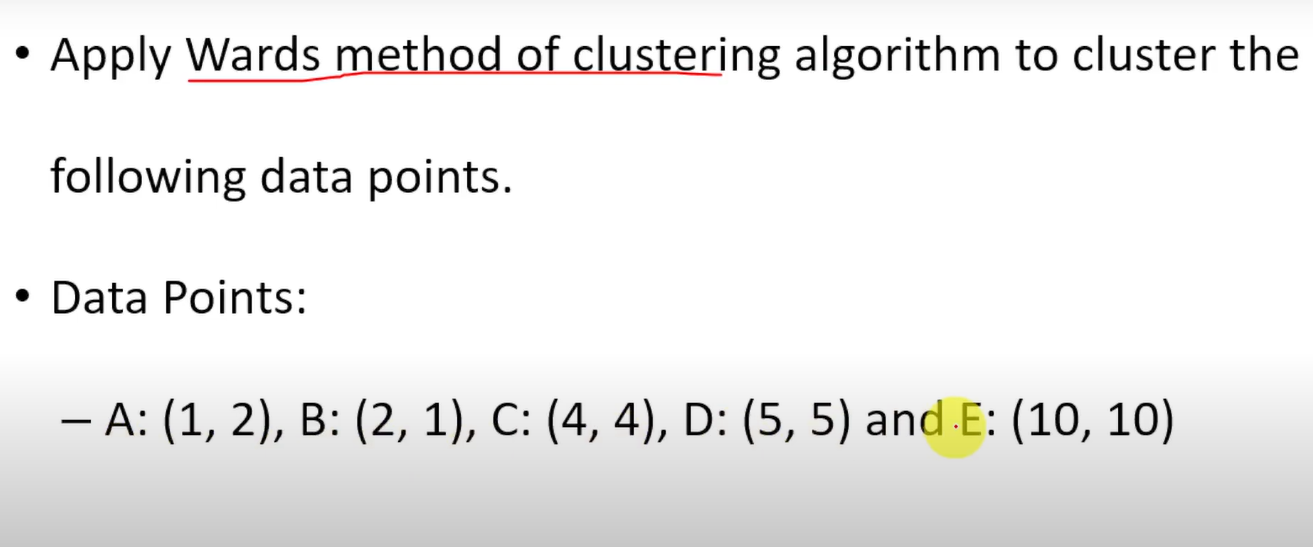 • Apply Wards method of clustering algorithm to cluster the
following data points.
• Data Points:
– A: (1, 2), B: (2, 1), C: (4, 4), D: (5, 5) and E: (10, 10)